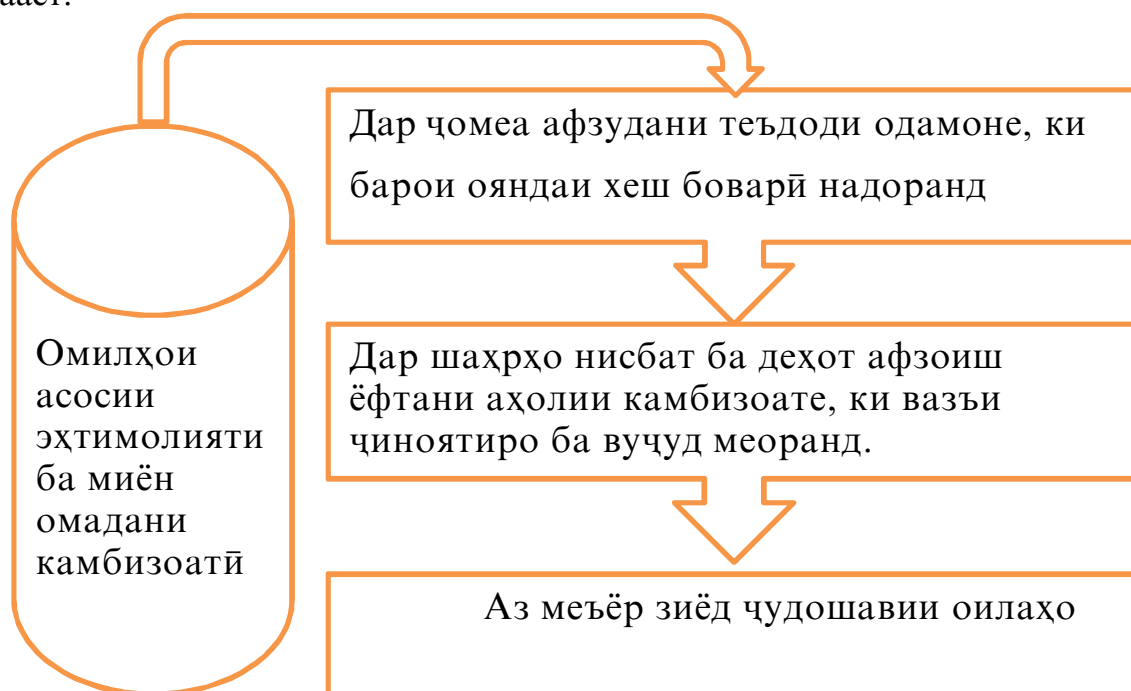 Дар ҷомеа афзудани теъдоди одамоне, ки
барои ояндаи хеш боварӣ надоранд
Омилҳои
асосии
эҳтимолияти
ба миён
омадани
камбизоатӣ
Дар шаҳрҳо нисбат ба деҳот афзоиш
ёфтани аҳолии камбизоате, ки вазъи
ҷиноятиро ба вуҷуд меоранд.
Аз меъёр зиёд ҷудошавии оилаҳо